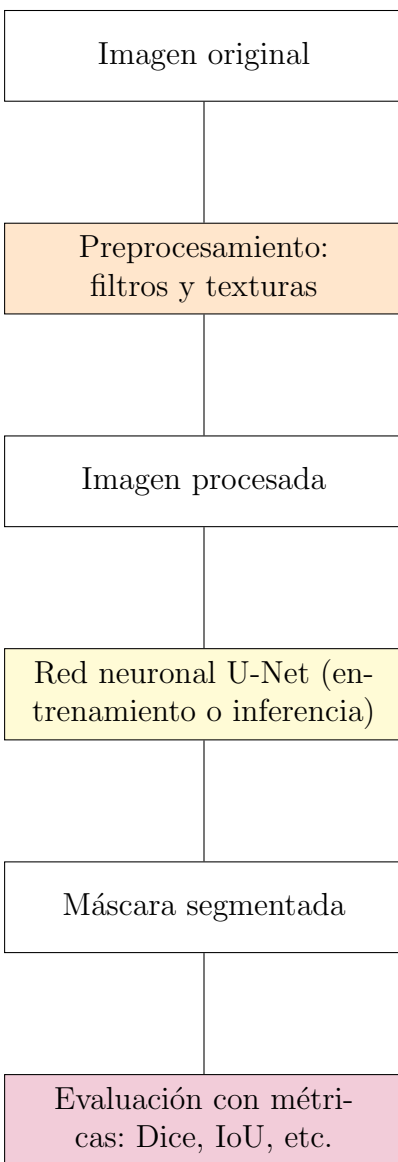 Imagen original
Preprocesamiento:
filtros y texturas
Imagen procesada
Red neuronal U-Net (en-
trenamiento o inferencia)
Máscara segmentada
Evaluación con métri-
cas: Dice, IoU, etc.